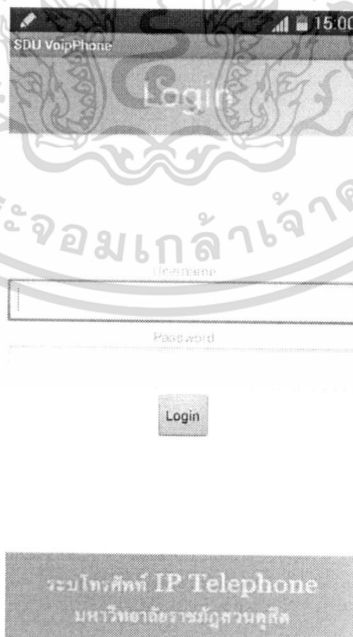 15:00
SDU VoipPhone
Login
ะจอมเกล้าเจ้าค
Username
Password
Login
ระบบโทรศัพท์ IP Telephone
มหาวิทยาลัยราชภัฏสวนดุสิต